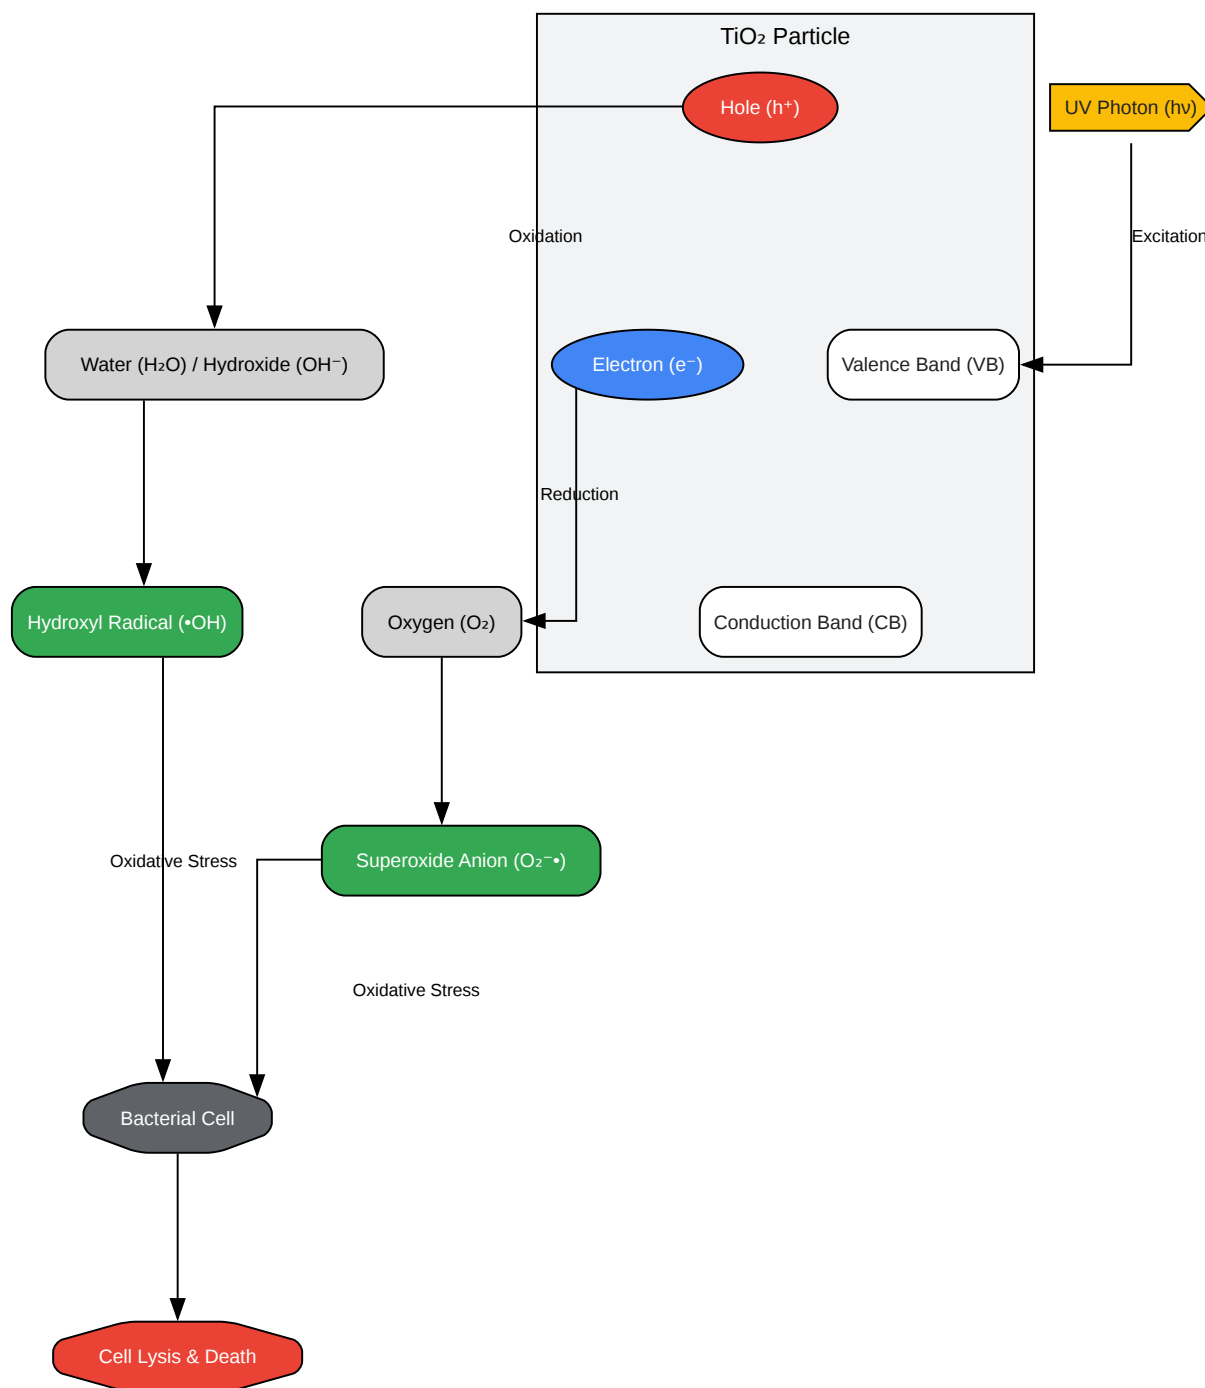 TiO₂ Particle
Hole (h⁺)
UV Photon (hν)
Oxidation
Excitation
Water (H₂O) / Hydroxide (OH⁻)
Electron (e⁻)
Valence Band (VB)
Reduction
Hydroxyl Radical (•OH)
Oxygen (O₂)
Conduction Band (CB)
Oxidative Stress
Superoxide Anion (O₂⁻•)
Oxidative Stress
Bacterial Cell
Cell Lysis & Death